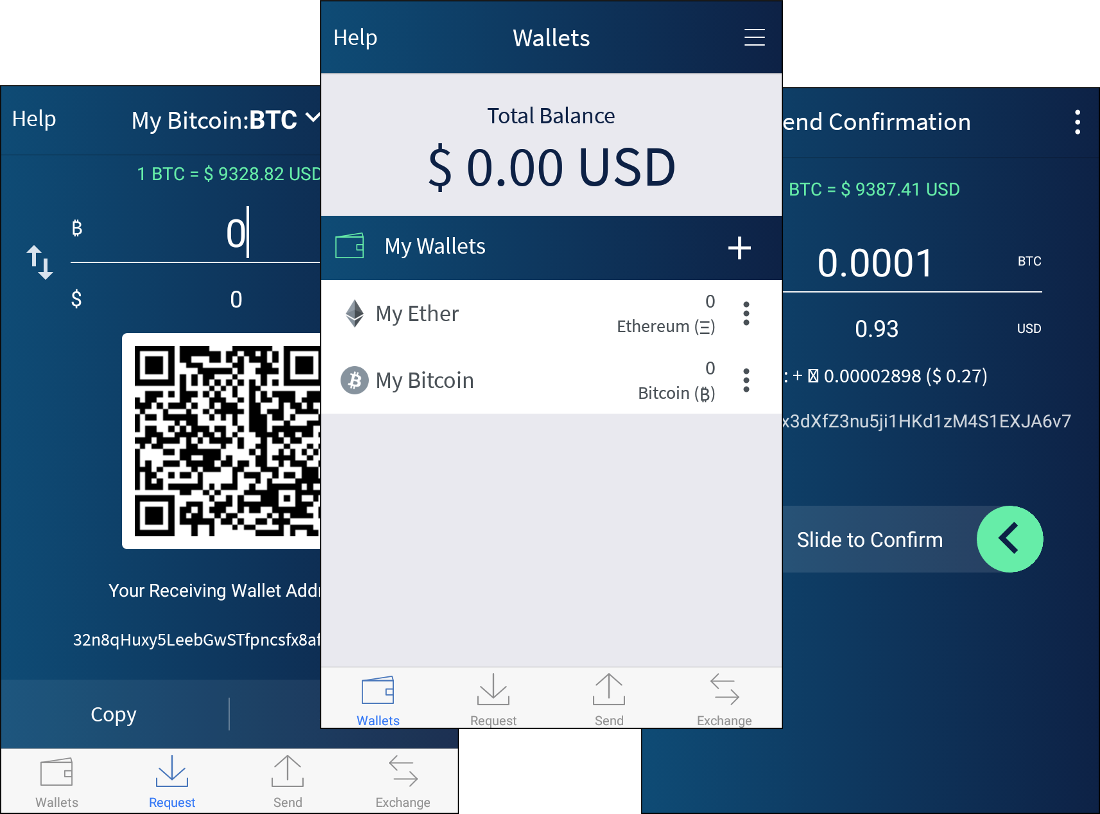 Help
My Bitcoin:BTC
1 BTC = $ 9328.82 USD
฿ 0
$ 0
Your Receiving Wallet Addr
32n8qHuxy5LeebGwSTfpncsfx8af
Copy
Wallets Request Send Exchange
Help Wallets
Total Balance
$ 0.00 USD
My Wallets
My Ether 0
Ethereum (Ξ)
My Bitcoin 0
Bitcoin (₿)
Wallets Request Send Exchange
end Confirmation
BTC = $ 9387.41 USD
0.0001 BTC
0.93 USD
: + 0.00002898 ($ 0.27)
x3dXfZ3nu5ji1HKd1zM4S1EXJA6v7
Slide to Confirm